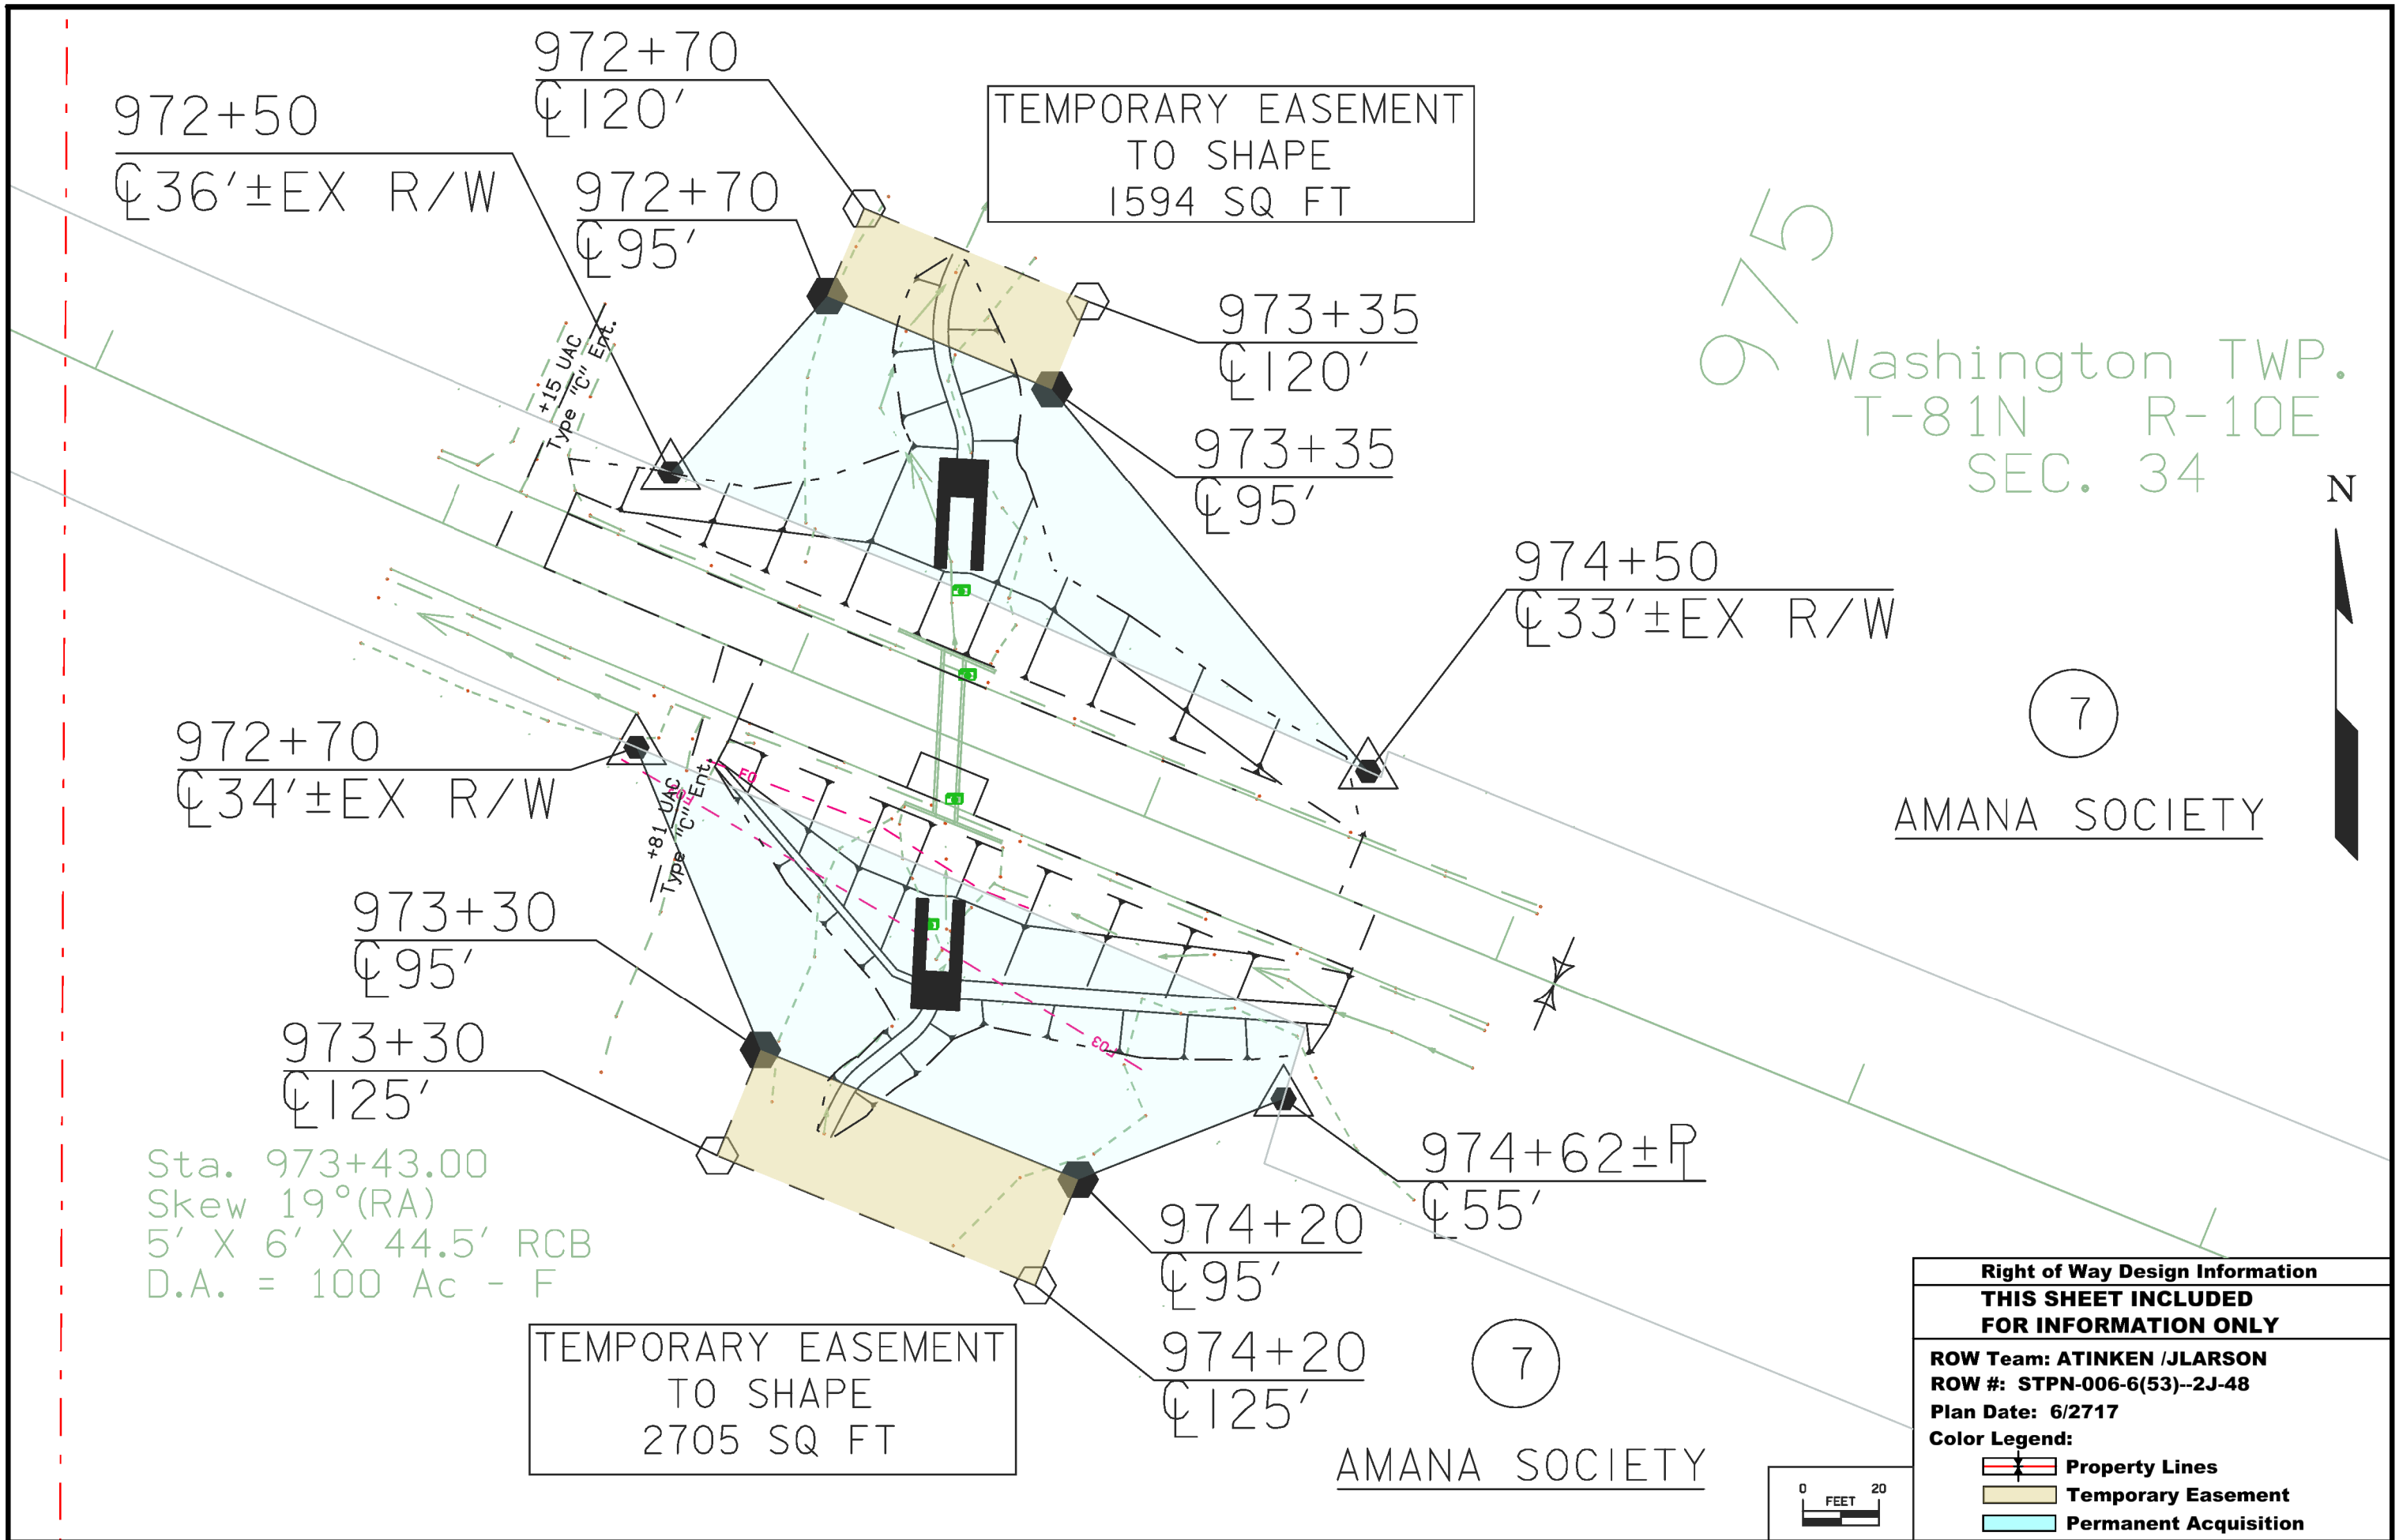 972+70
℄120′
972+50
℄36′±EX R/W
972+70
℄95′
TEMPORARY EASEMENT
TO SHAPE
1594 SQ FT
975
Washington TWP.
T-81N R-10E
SEC. 34
N
973+35
℄120′
973+35
℄95′
+15 UAC
Type "C" Ent.
974+50
℄33′±EX R/W
7
AMANA SOCIETY
972+70
℄34′±EX R/W
+81 UAC
Type "C" Ent.
FO
FO3
973+30
℄95′
973+30
℄125′
Sta. 973+43.00
Skew 19°(RA)
5′ X 6′ X 44.5′ RCB
D.A. = 100 Ac - F
974+62±PL
℄55′
974+20
℄95′
974+20
℄125′
TEMPORARY EASEMENT
TO SHAPE
2705 SQ FT
7
AMANA SOCIETY
0 20
FEET
Right of Way Design Information
THIS SHEET INCLUDED
FOR INFORMATION ONLY
ROW Team: ATINKEN /JLARSON
ROW #: STPN-006-6(53)--2J-48
Plan Date: 6/2717
Color Legend:
Property Lines
Temporary Easement
Permanent Acquisition